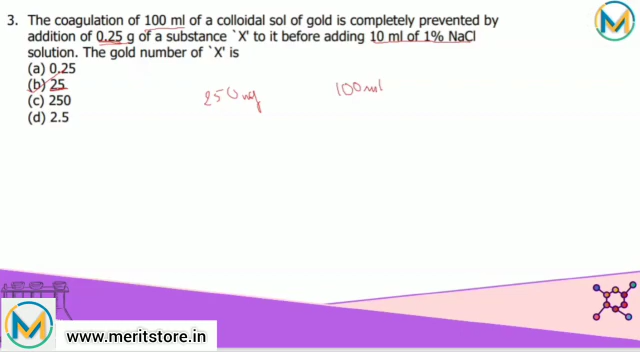 3. The coagulation of 100 ml of a colloidal sol of gold is completely prevented by
addition of 0.25 g of a substance `X' to it before adding 10 ml of 1% NaCl
solution. The gold number of `X' is
(a) 0.25
(b) 25
(c) 250
(d) 2.5
250 mg 100 ml
www.meritstore.in